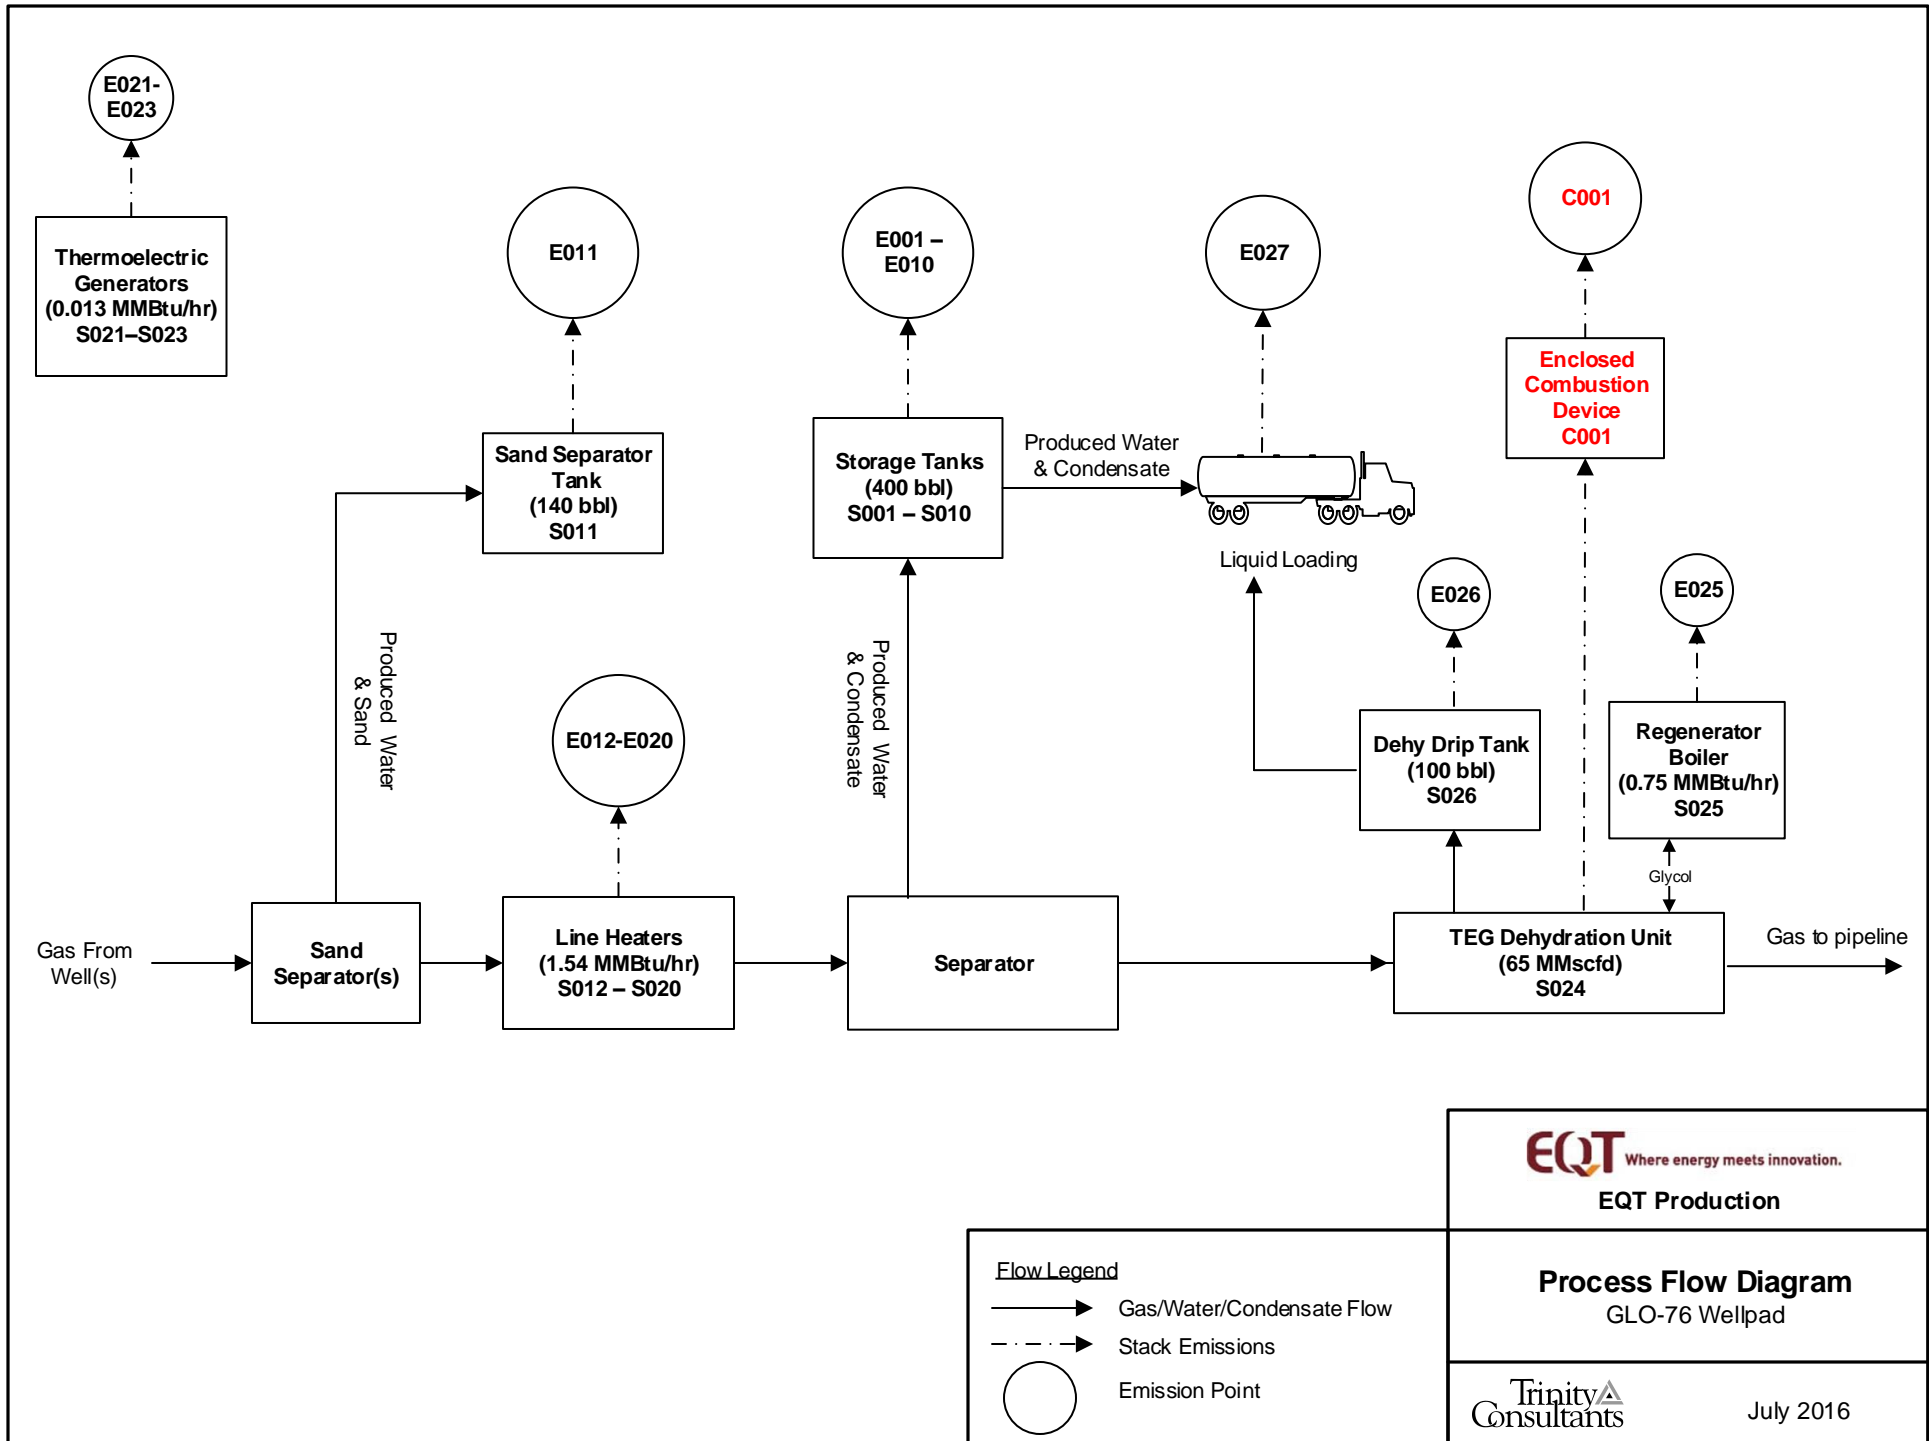 E021-
E023
Thermoelectric
Generators
(0.013 MMBtu/hr)
S021–S023
E011
Sand Separator
Tank
(140 bbl)
S011
Produced Water
& Sand
E012-E020
E001 –
E010
Storage Tanks
(400 bbl)
S001 – S010
Produced Water
& Condensate
Produced Water
& Condensate
E027
Liquid Loading
C001
Enclosed
Combustion
Device
C001
E026
Dehy Drip Tank
(100 bbl)
S026
E025
Regenerator
Boiler
(0.75 MMBtu/hr)
S025
Glycol
Gas From
Well(s)
Sand
Separator(s)
Line Heaters
(1.54 MMBtu/hr)
S012 – S020
Separator
TEG Dehydration Unit
(65 MMscfd)
S024
Gas to pipeline
Flow Legend
Gas/Water/Condensate Flow
Stack Emissions
Emission Point
EQT Where energy meets innovation.
EQT Production
Process Flow Diagram
GLO-76 Wellpad
Trinity
Consultants
July 2016